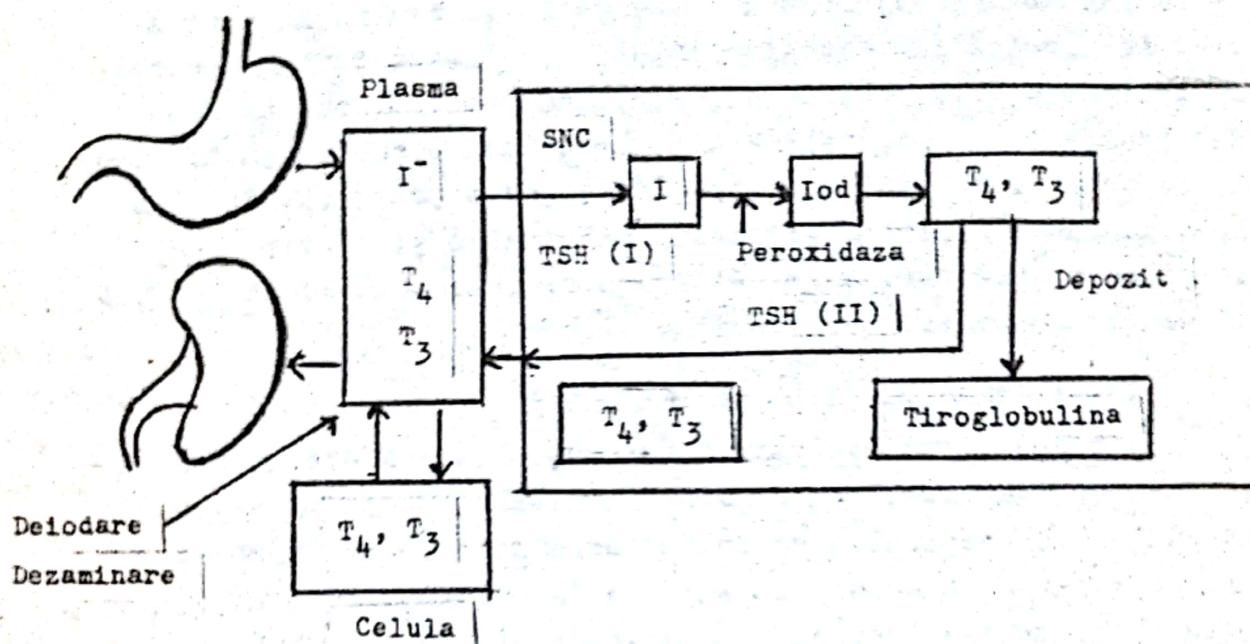 Plasma
SNC
I⁻
I
Iod
T₄, T₃
TSH (I)
Peroxidaza
T₄
Depozit
TSH (II)
T₃
T₄, T₃
Tiroglobulina
Deiodare
T₄, T₃
Dezaminare
Celula